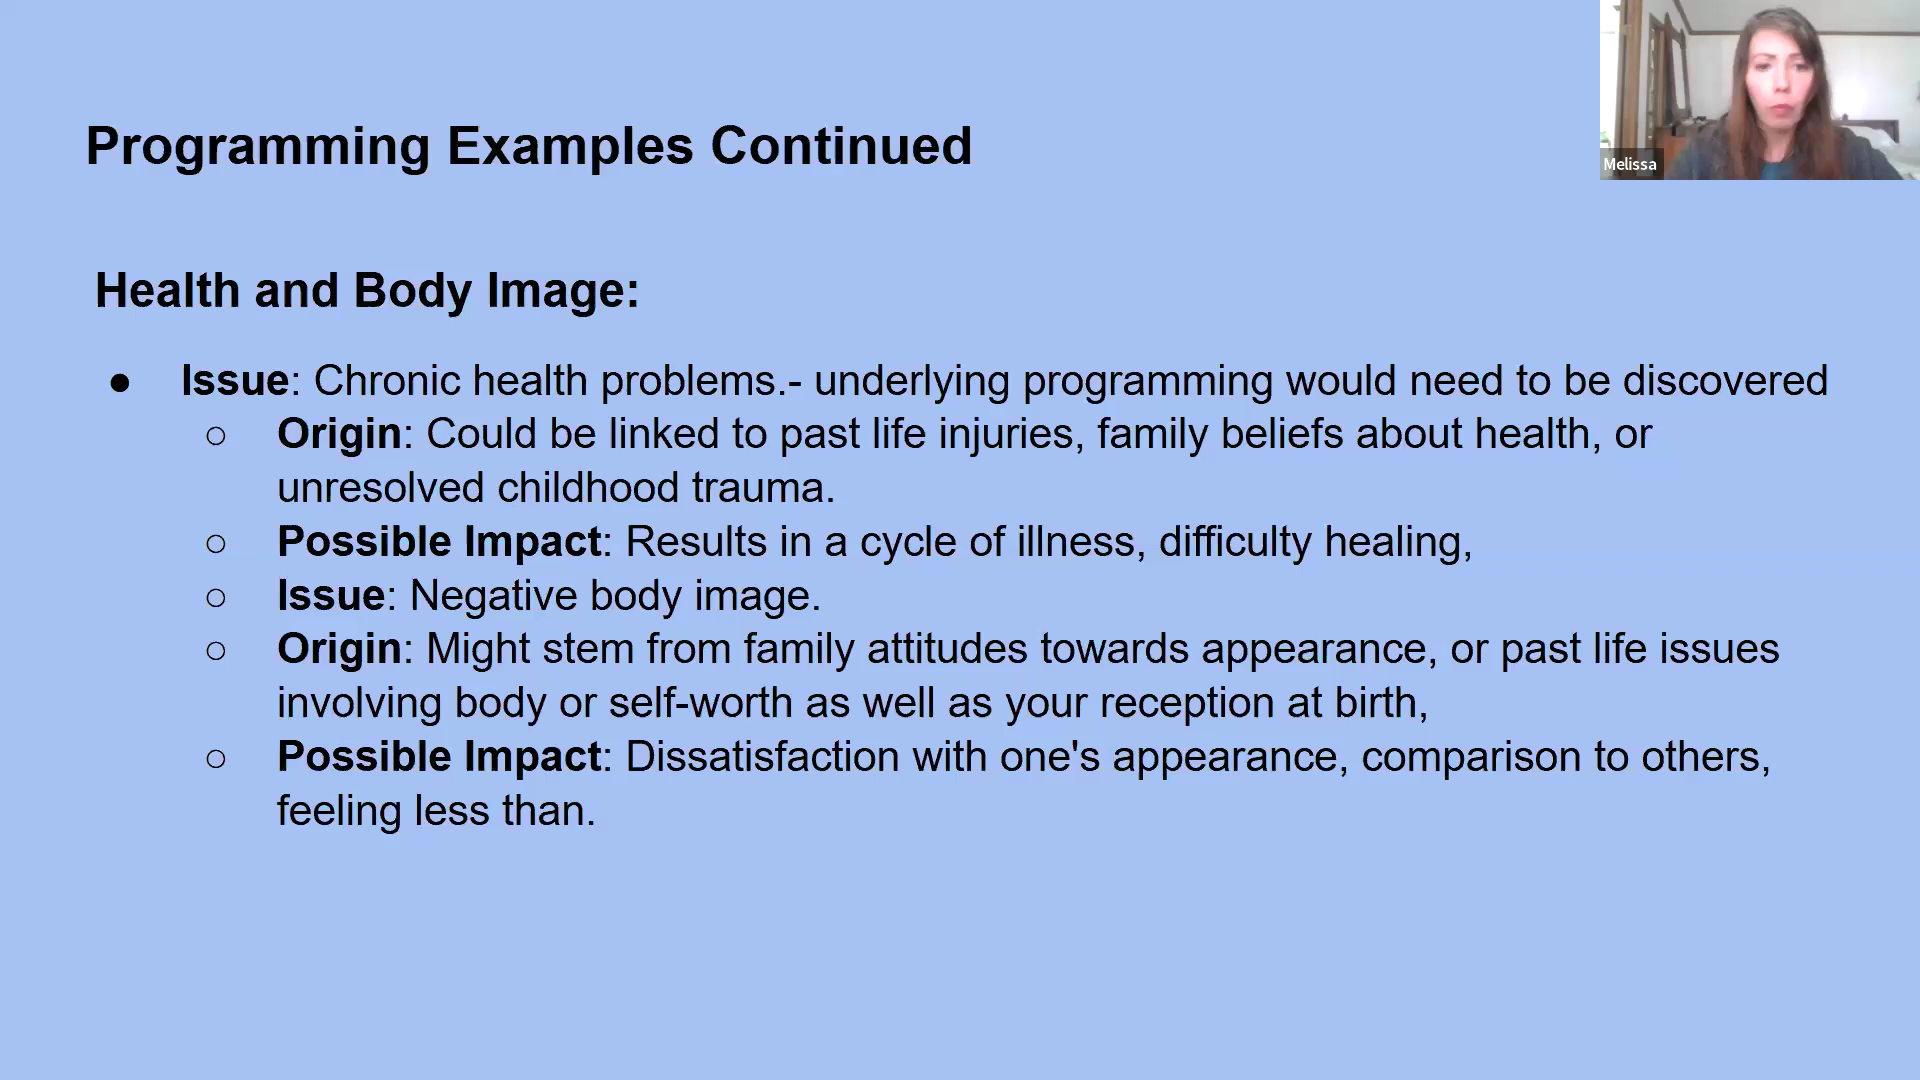 Programming Examples Continued
Melissa
Health and Body Image:
● Issue: Chronic health problems.- underlying programming would need to be discovered
○ Origin: Could be linked to past life injuries, family beliefs about health, or
unresolved childhood trauma.
○ Possible Impact: Results in a cycle of illness, difficulty healing,
○ Issue: Negative body image.
○ Origin: Might stem from family attitudes towards appearance, or past life issues
involving body or self-worth as well as your reception at birth,
○ Possible Impact: Dissatisfaction with one's appearance, comparison to others,
feeling less than.